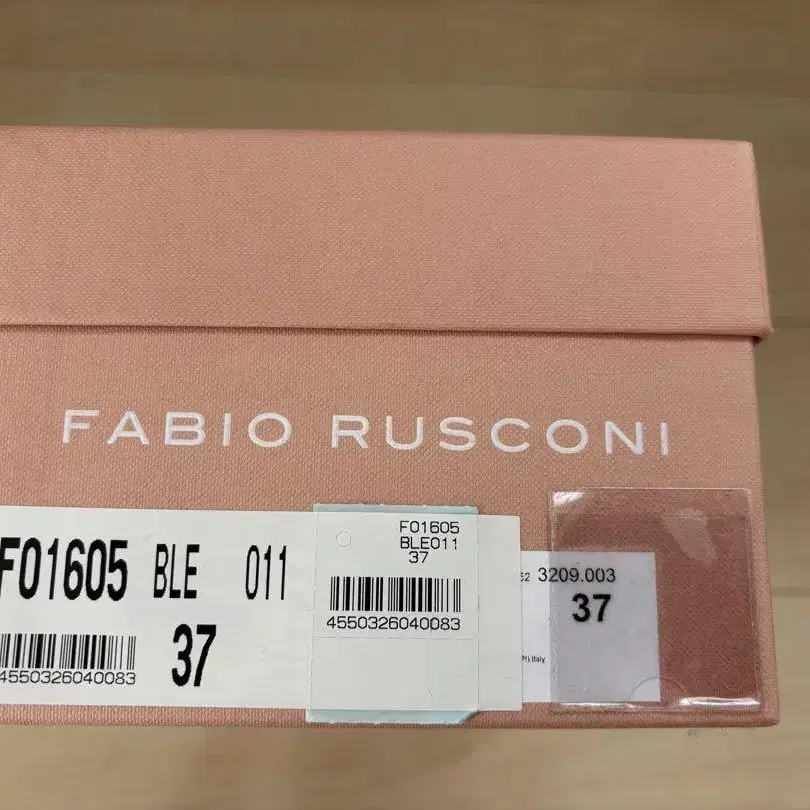 FABIO RUSCONI
F01605 BLE 011
37
4550326040083
F01605
BLE011
37
4550326040083
3209.003
37
Italy